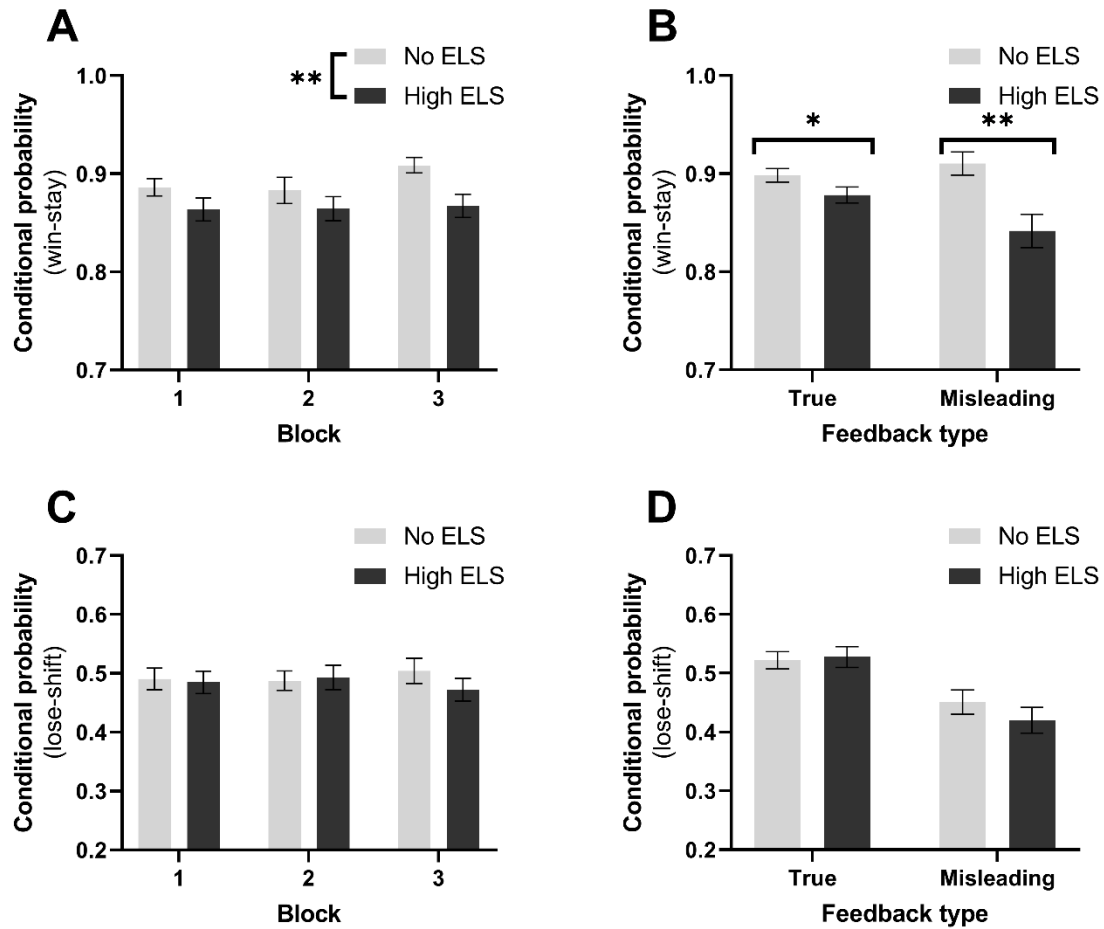 A
No ELS
High ELS
**
Conditional probability
(win-stay)
1.0
0.9
0.8
0.7
1 2 3
Block
B
No ELS
High ELS
* **
Conditional probability
(win-stay)
1.0
0.9
0.8
0.7
True Misleading
Feedback type
C
No ELS
High ELS
Conditional probability
(lose-shift)
0.7
0.6
0.5
0.4
0.3
0.2
1 2 3
Block
D
No ELS
High ELS
Conditional probability
(lose-shift)
0.7
0.6
0.5
0.4
0.3
0.2
True Misleading
Feedback type